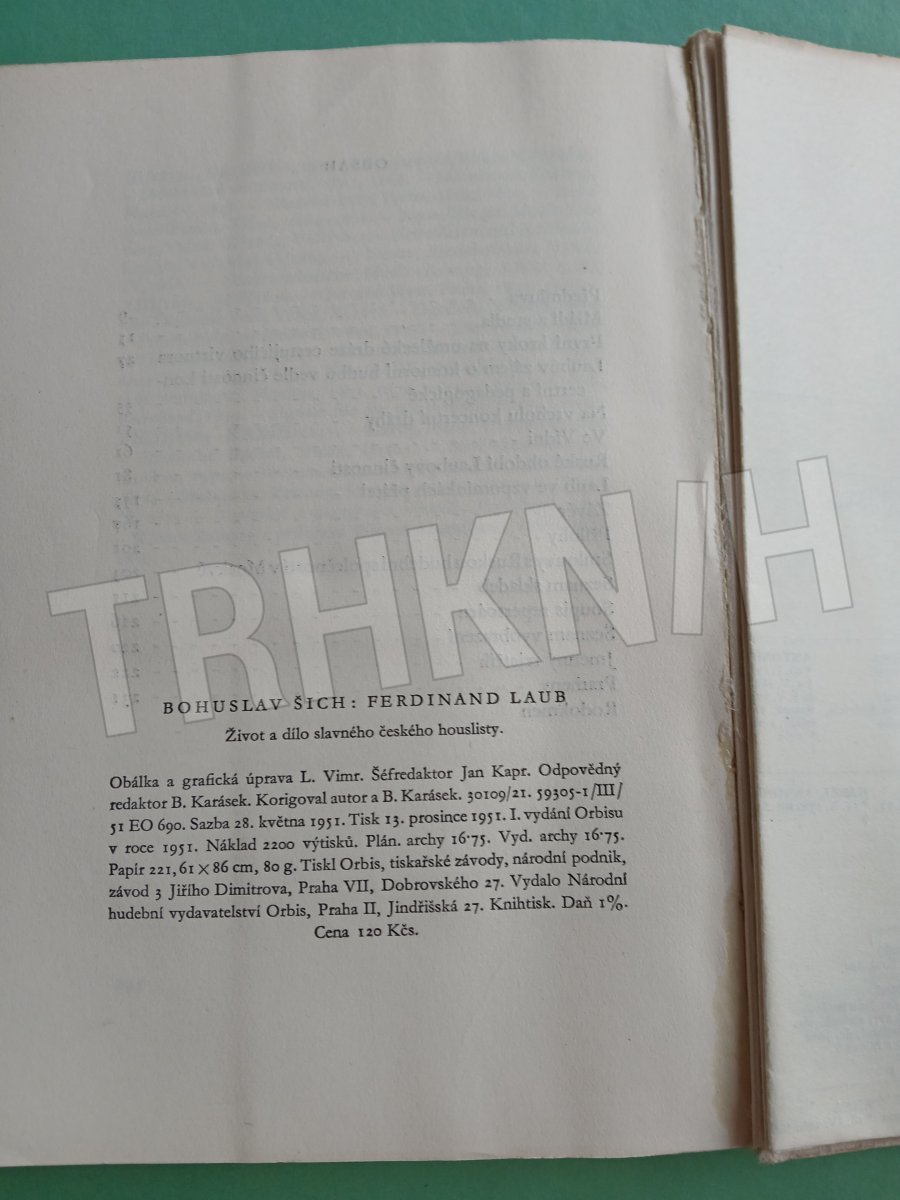 TRHKNIH
BOHUSLAV ŠICH: FERDINAND LAUB
Život a dílo slavného českého houslisty.
Obálka a grafická úprava L. Vimr. Šéfredaktor Jan Kapr. Odpovědný
redaktor B. Karásek. Korigoval autor a B. Karásek. 30109/21. 59305-1/III/
51 EO 690. Sazba 28. května 1951. Tisk 13. prosince 1951. I. vydání Orbisu
v roce 1951. Náklad 2200 výtisků. Plán. archy 16·75. Vyd. archy 16·75.
Papír 221, 61 × 86 cm, 80 g. Tiskl Orbis, tiskařské závody, národní podnik,
závod 3 Jiřího Dimitrova, Praha VII, Dobrovského 27. Vydalo Národní
hudební vydavatelství Orbis, Praha II, Jindřišská 27. Knihtisk. Daň 1%.
Cena 120 Kčs.